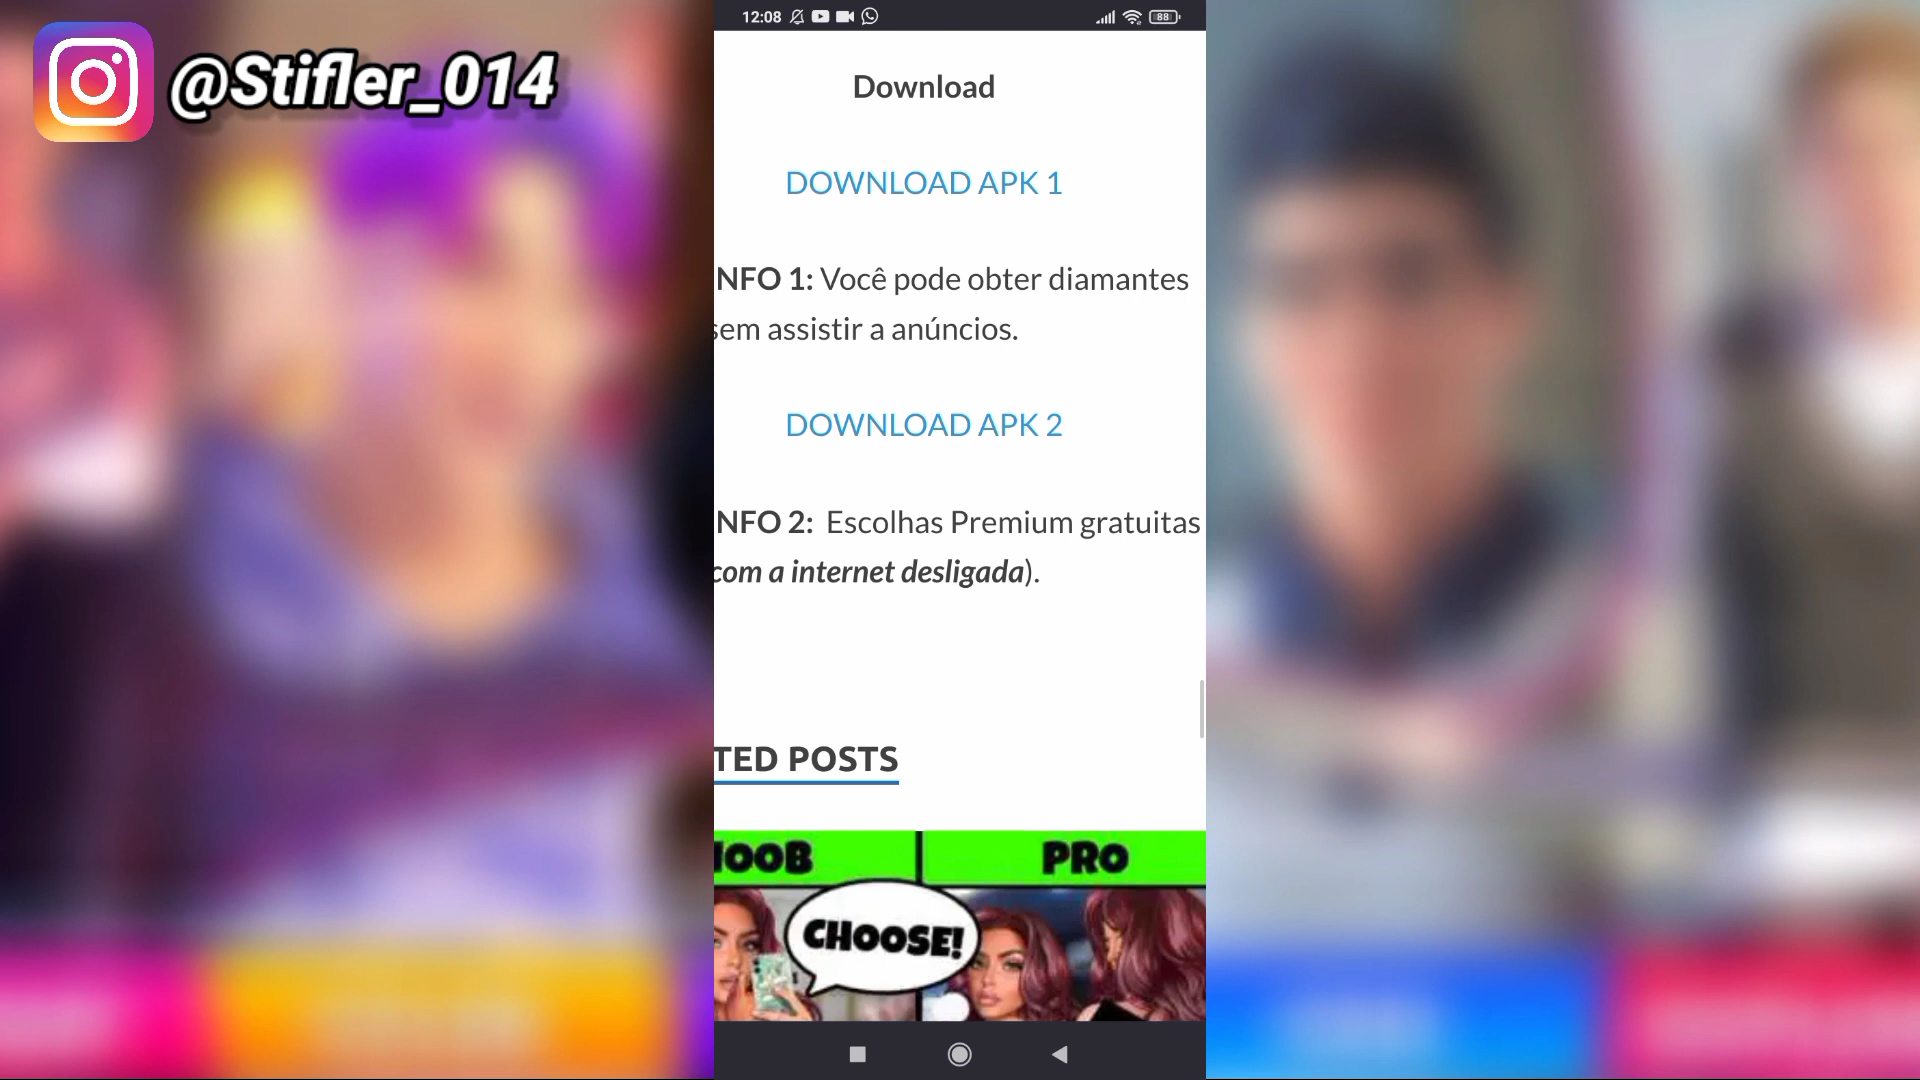 @Stifler_014
12:08
88
Download
DOWNLOAD APK 1
NFO 1: Você pode obter diamantes
sem assistir a anúncios.
DOWNLOAD APK 2
NFO 2: Escolhas Premium gratuitas
com a internet desligada).
TED POSTS
OOB
PRO
CHOOSE!